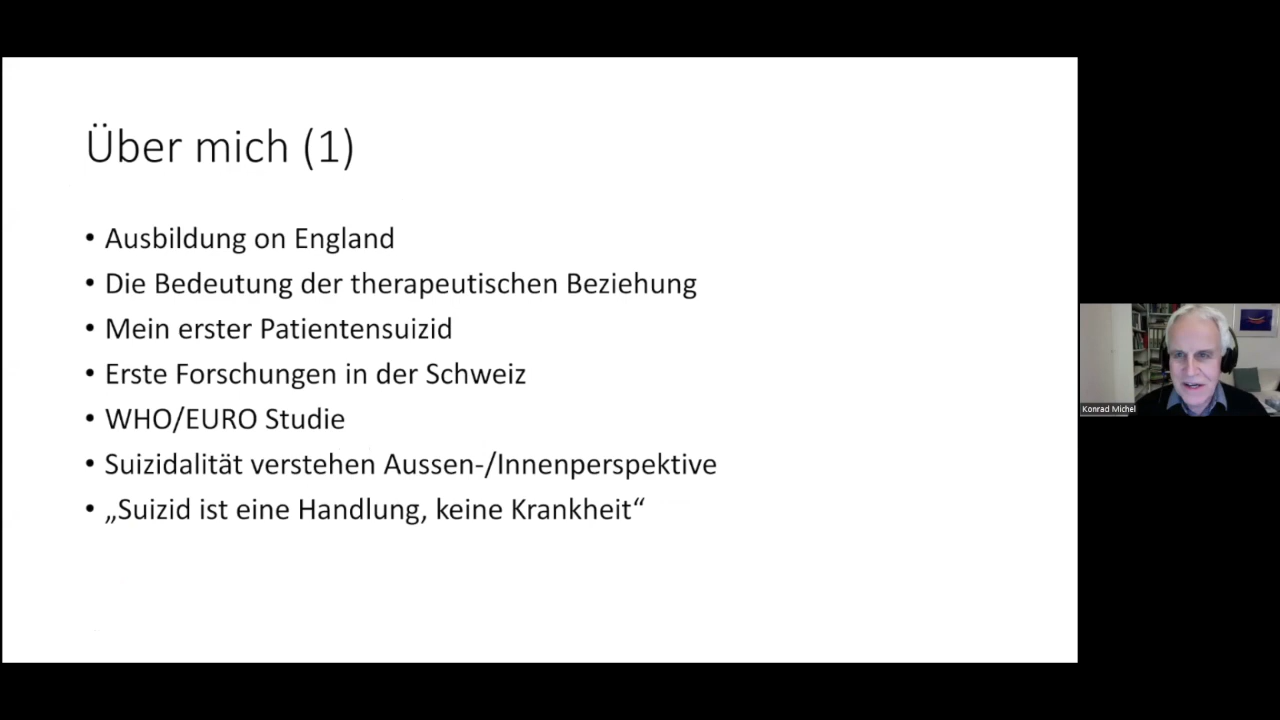 Über mich (1)
• Ausbildung on England
• Die Bedeutung der therapeutischen Beziehung
• Mein erster Patientensuizid
• Erste Forschungen in der Schweiz
• WHO/EURO Studie
• Suizidalität verstehen Aussen-/Innenperspektive
• „Suizid ist eine Handlung, keine Krankheit“
Konrad Michel